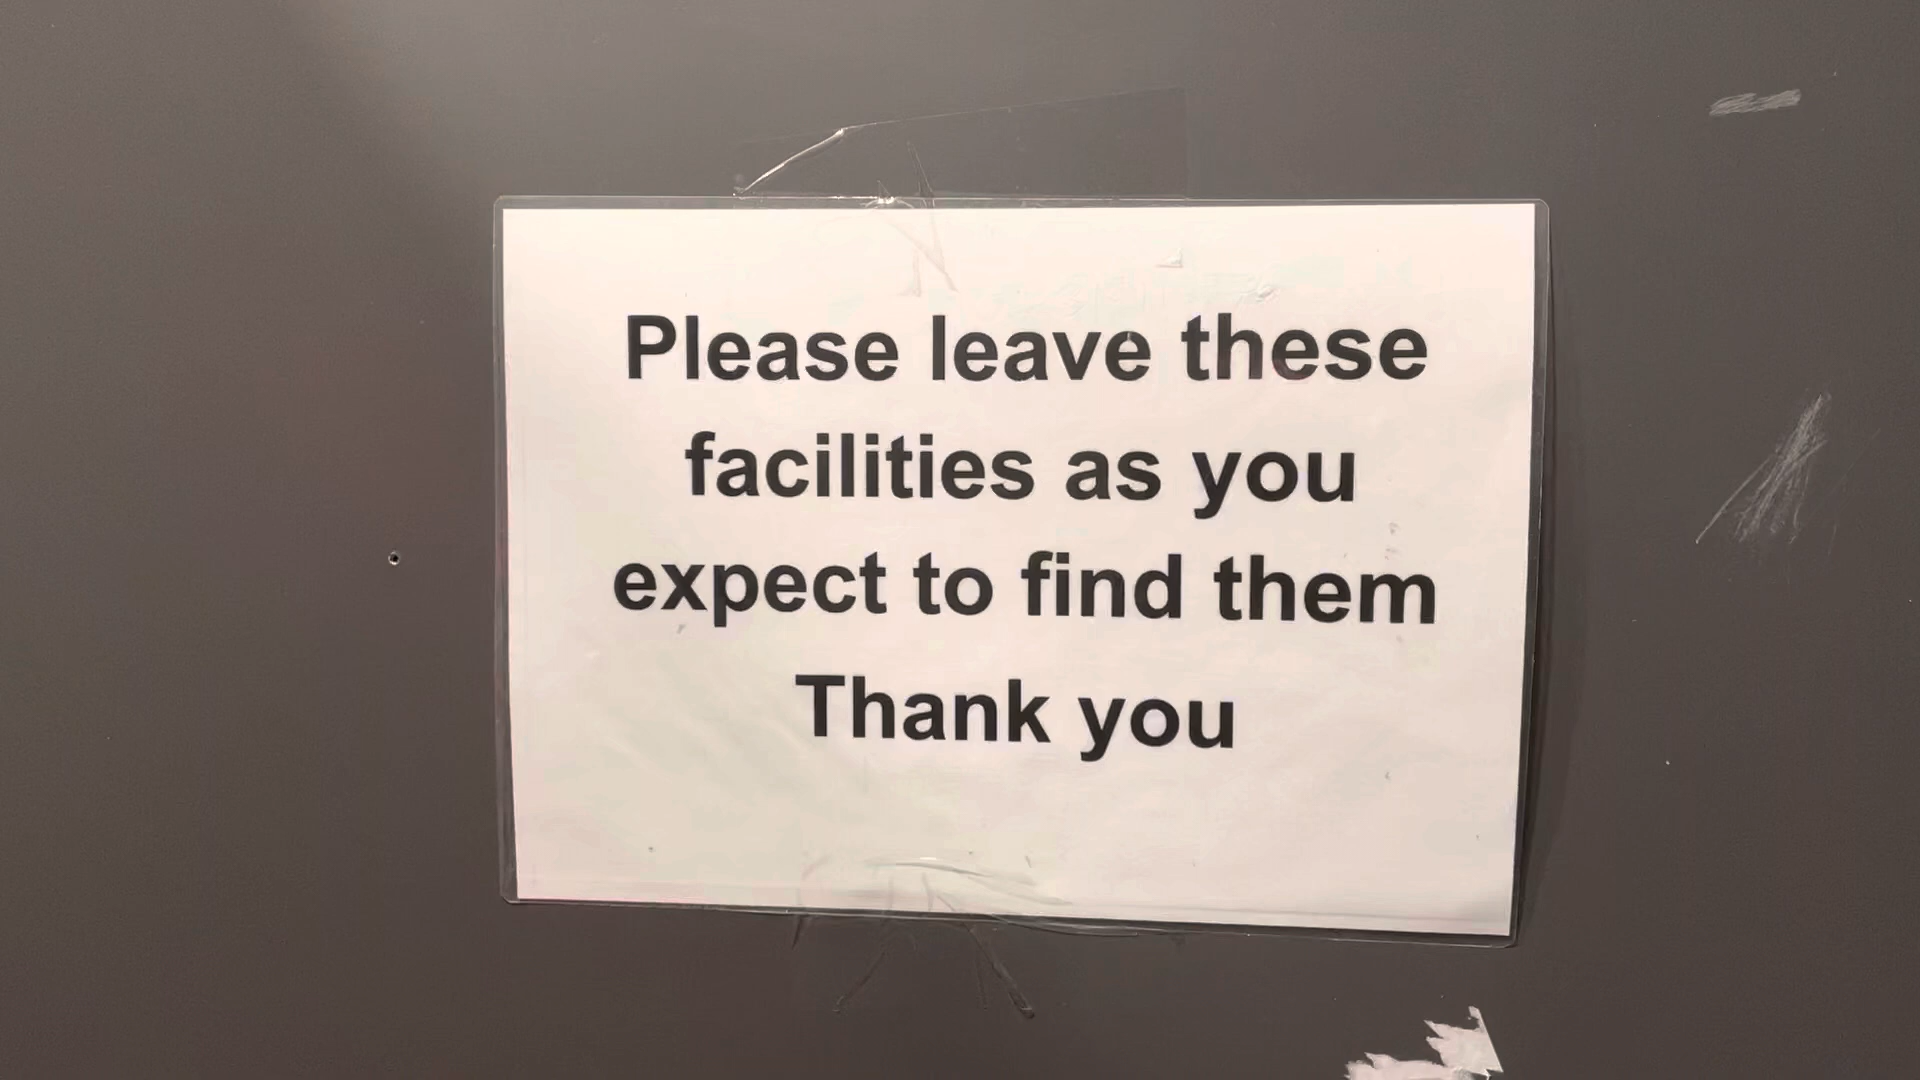 Please leave these
facilities as you
expect to find them
Thank you